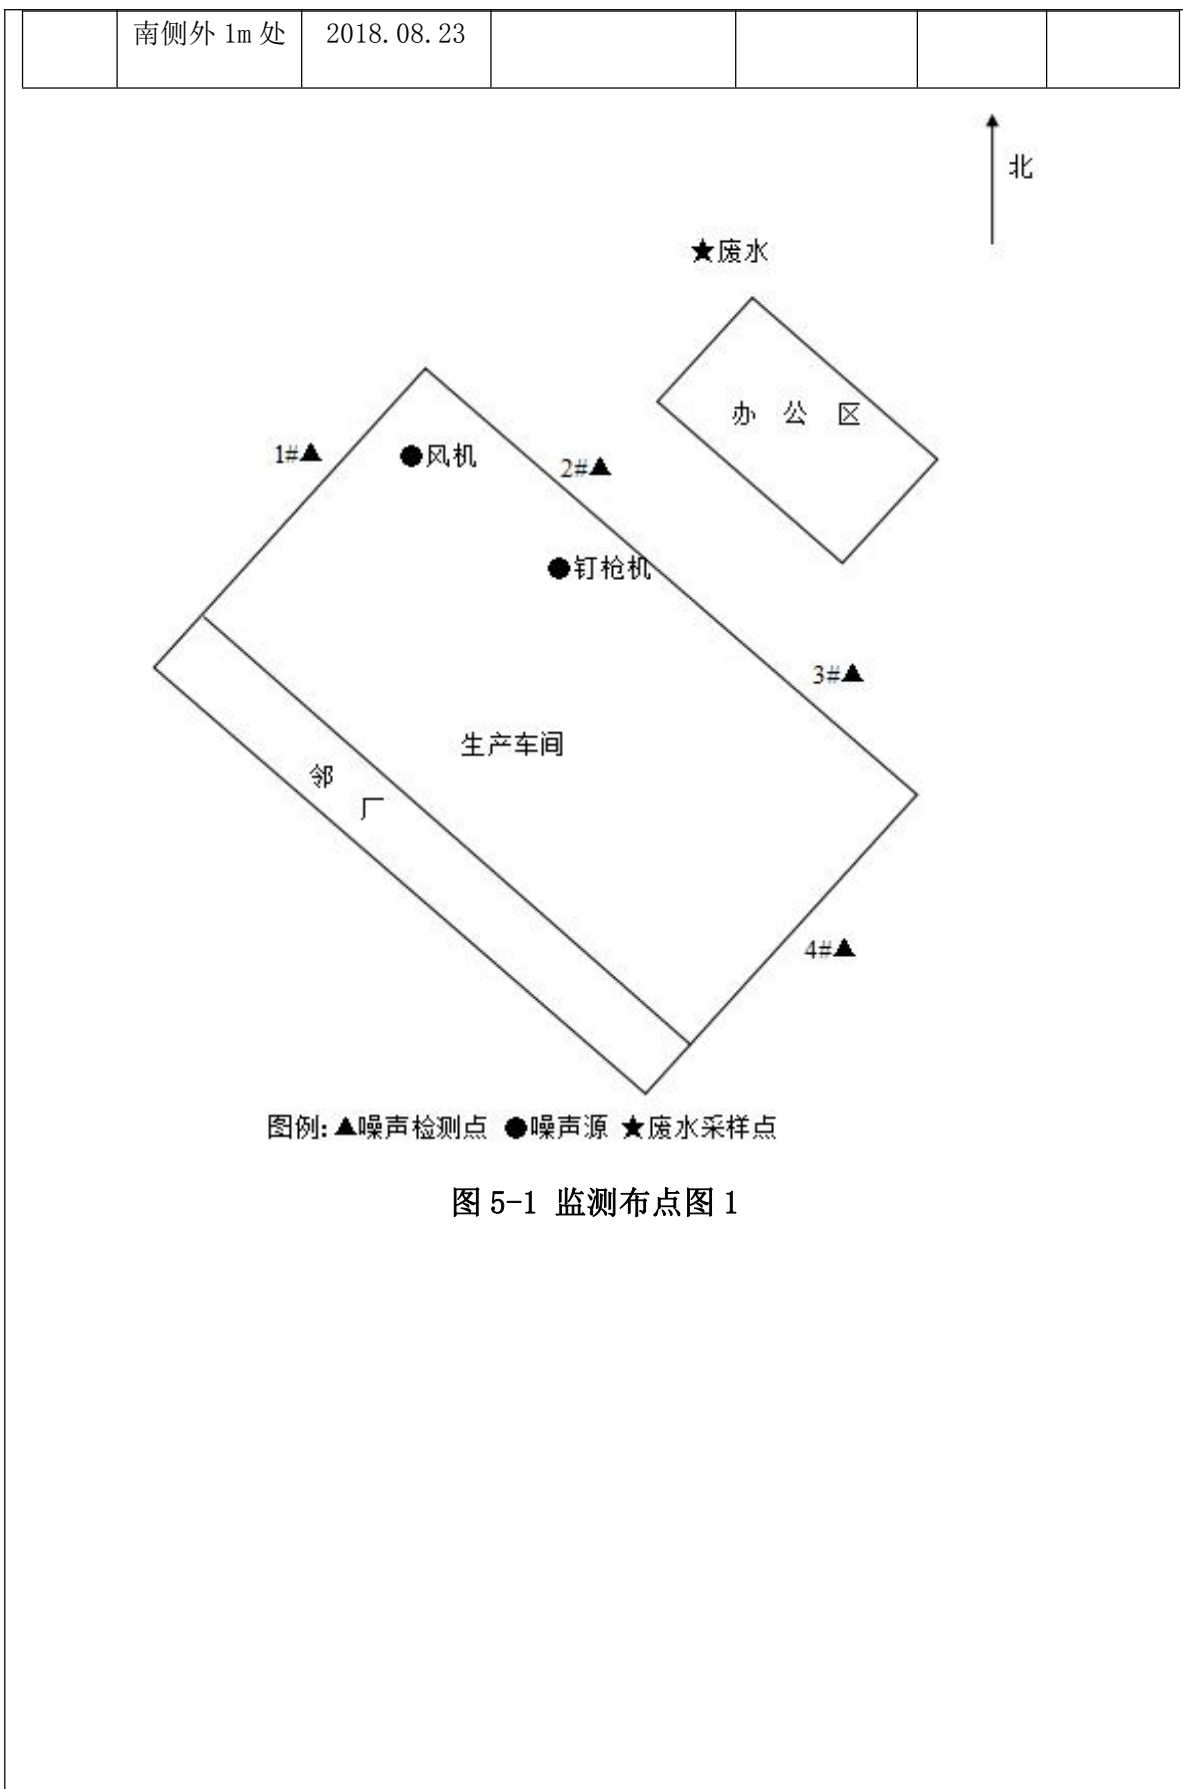 南侧外 1m 处 2018.08.23
北
★废水
办 公 区
1#▲ ●风机 2#▲
●钉枪机
3#▲
生产车间
邻
厂
4#▲
图例: ▲噪声检测点 ●噪声源 ★废水采样点
图 5-1 监测布点图 1